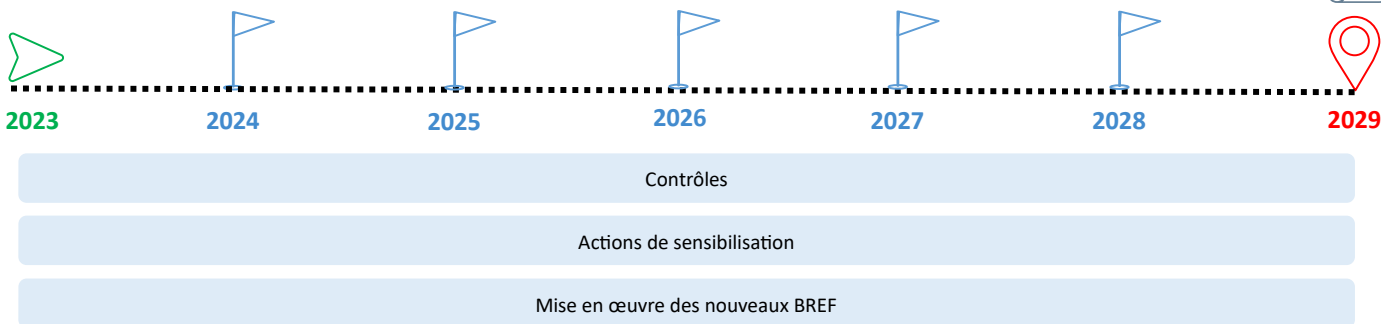 2023 2024 2025 2026 2027 2028 2029
Contrôles
Actions de sensibilisation
Mise en œuvre des nouveaux BREF